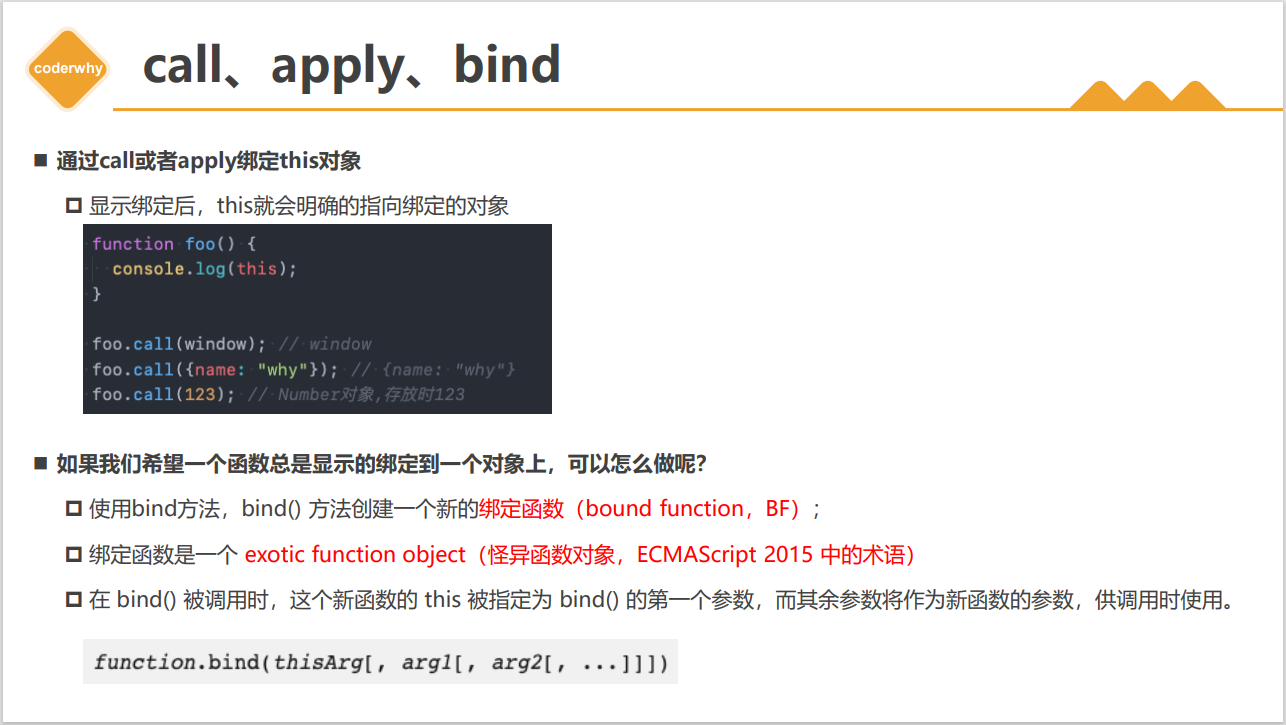 coderwhy
call、apply、bind
通过call或者apply绑定this对象
显示绑定后，this就会明确的指向绑定的对象
function foo() {
console.log(this);
}
foo.call(window); // window
foo.call({name: "why"}); // {name: "why"}
foo.call(123); // Number对象,存放时123
如果我们希望一个函数总是显示的绑定到一个对象上，可以怎么做呢？
使用bind方法，bind() 方法创建一个新的绑定函数（bound function，BF）；
绑定函数是一个 exotic function object（怪异函数对象，ECMAScript 2015 中的术语）
在 bind() 被调用时，这个新函数的 this 被指定为 bind() 的第一个参数，而其余参数将作为新函数的参数，供调用时使用。
function.bind(thisArg[, arg1[, arg2[, ...]]])